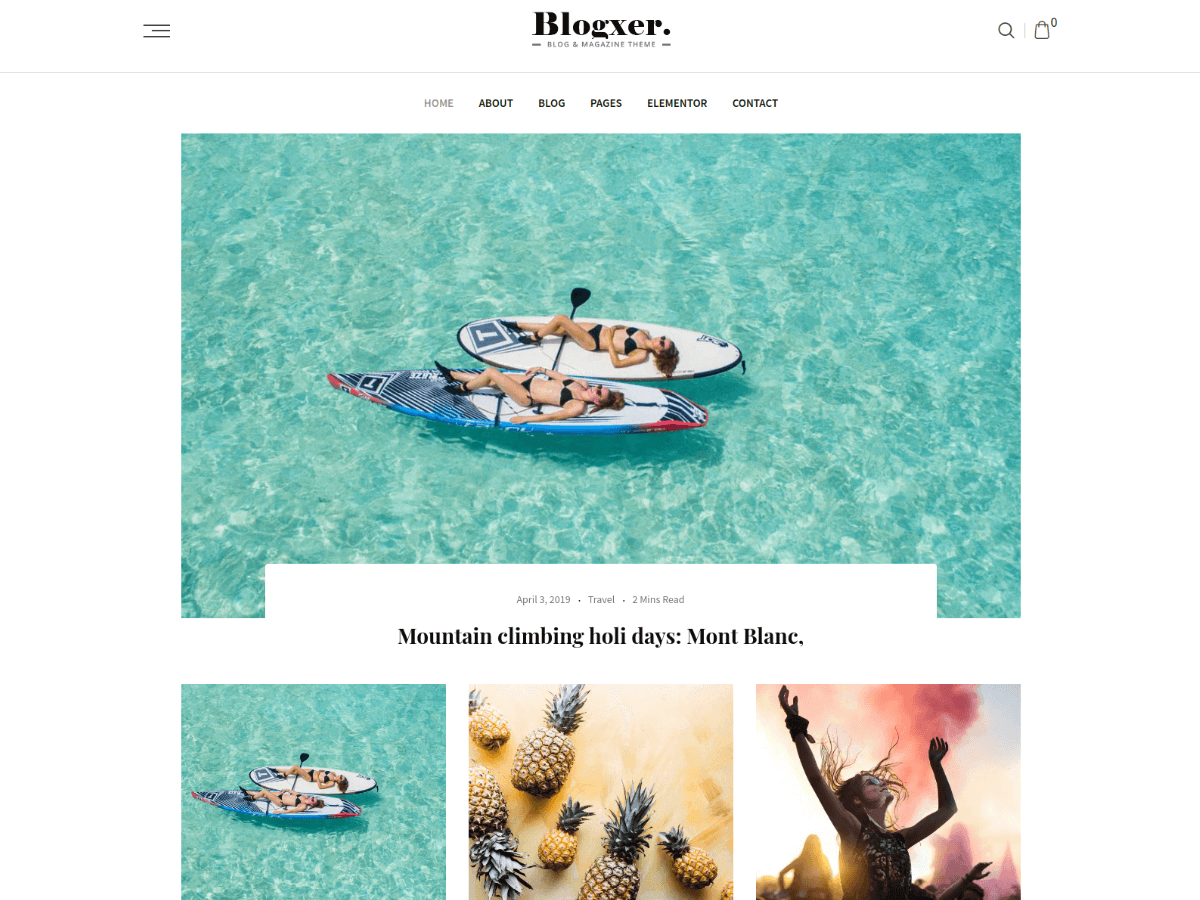 Blogxer.
BLOG & MAGAZINE THEME
0
HOME ABOUT BLOG PAGES ELEMENTOR CONTACT
T
T
April 3, 2019 • Travel • 2 Mins Read
Mountain climbing holi days: Mont Blanc,